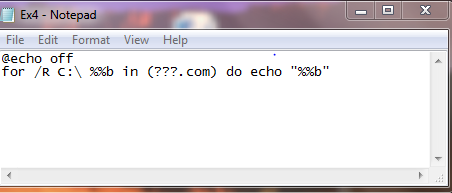 Ex4 - Notepad
File Edit Format View Help
@echo off
for /R C:\ %%b in (???.com) do echo "%%b"